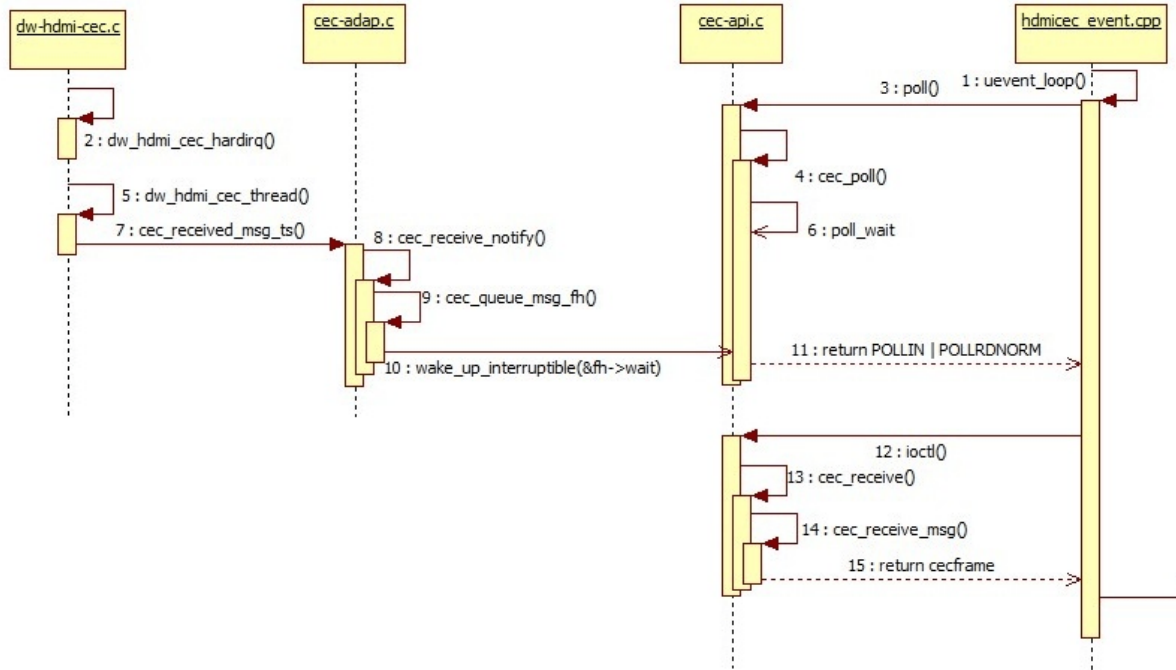 dw-hdmi-cec.c
cec-adap.c
cec-api.c
hdmicec_event.cpp
1 : uevent_loop()
3 : poll()
2 : dw_hdmi_cec_hardirq()
4 : cec_poll()
5 : dw_hdmi_cec_thread()
6 : poll_wait
7 : cec_received_msg_ts()
8 : cec_receive_notify()
9 : cec_queue_msg_fh()
11 : return POLLIN | POLLRDNORM
10 : wake_up_interruptible(&fh->wait)
12 : ioctl()
13 : cec_receive()
14 : cec_receive_msg()
15 : return cecframe